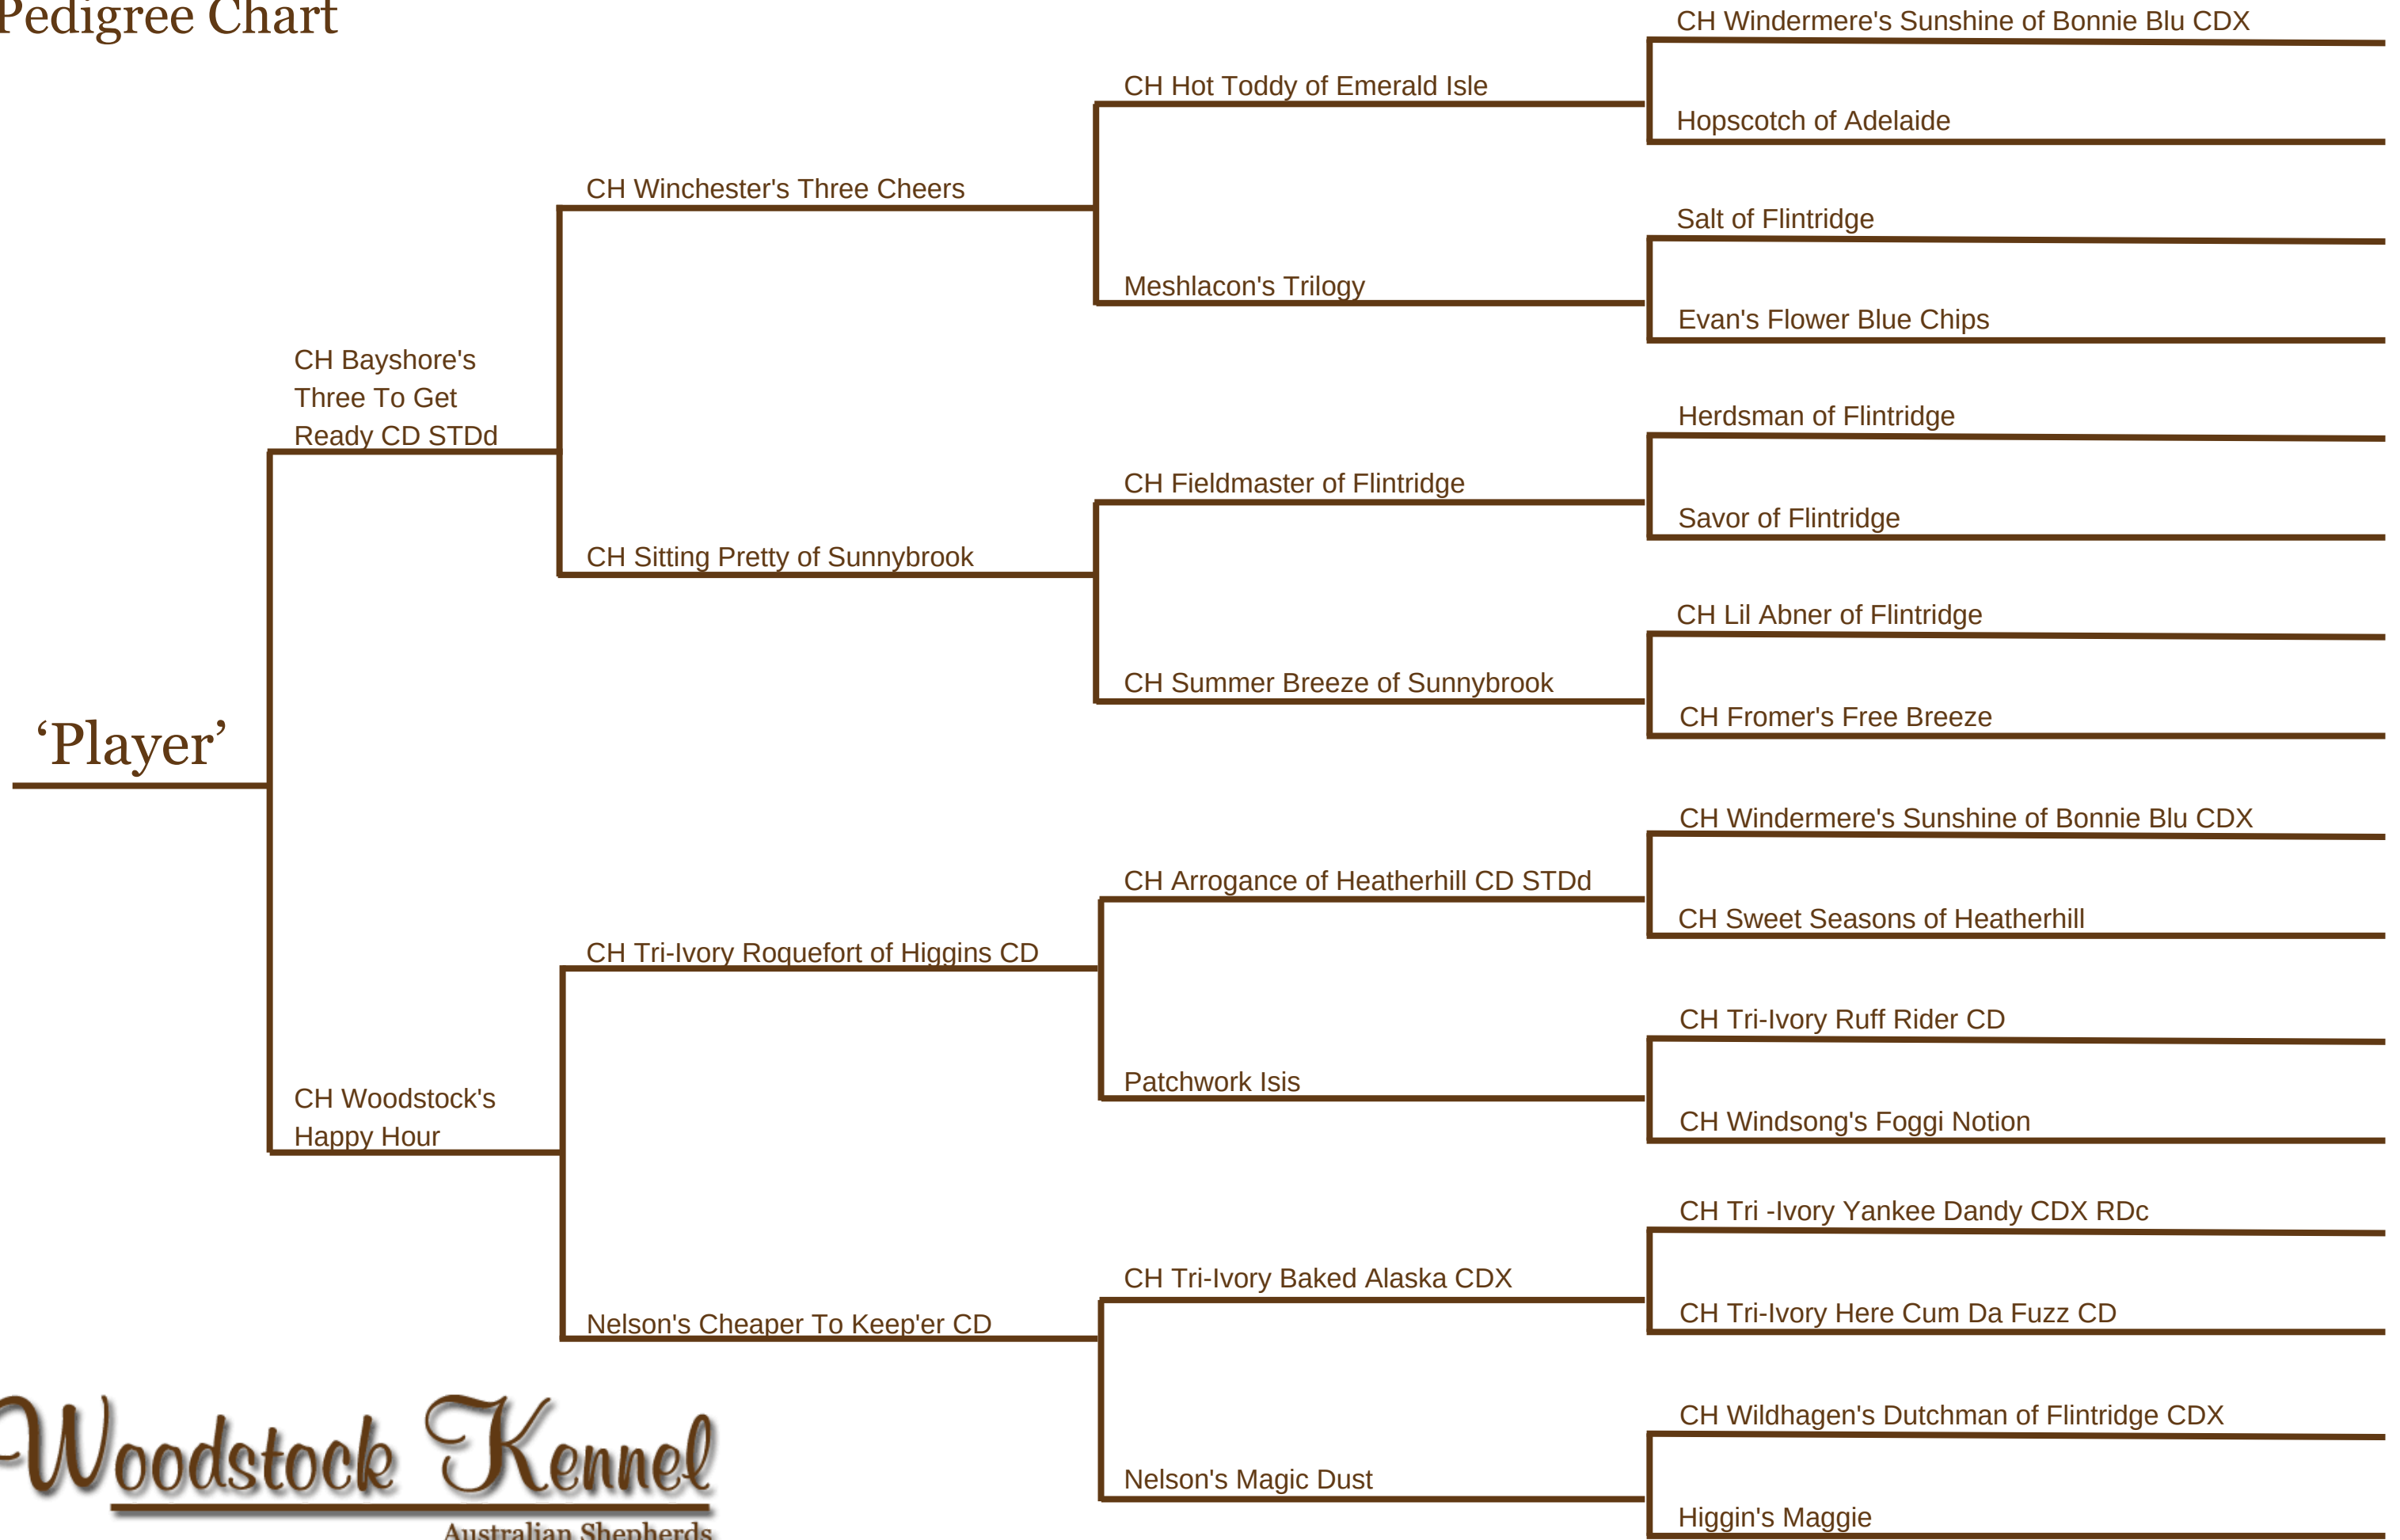 Pedigree Chart
CH Windermere's Sunshine of Bonnie Blu CDX
CH Hot Toddy of Emerald Isle
Hopscotch of Adelaide
CH Winchester's Three Cheers
Salt of Flintridge
Meshlacon's Trilogy
Evan's Flower Blue Chips
CH Bayshore's
Three To Get
Ready CD STDd
Herdsman of Flintridge
CH Fieldmaster of Flintridge
Savor of Flintridge
CH Sitting Pretty of Sunnybrook
CH Lil Abner of Flintridge
CH Summer Breeze of Sunnybrook
CH Fromer's Free Breeze
‘Player’
CH Windermere's Sunshine of Bonnie Blu CDX
CH Arrogance of Heatherhill CD STDd
CH Sweet Seasons of Heatherhill
CH Tri-Ivory Roquefort of Higgins CD
CH Tri-Ivory Ruff Rider CD
Patchwork Isis
CH Windsong's Foggi Notion
CH Woodstock's
Happy Hour
CH Tri -Ivory Yankee Dandy CDX RDc
CH Tri-Ivory Baked Alaska CDX
CH Tri-Ivory Here Cum Da Fuzz CD
Nelson's Cheaper To Keep'er CD
CH Wildhagen's Dutchman of Flintridge CDX
Nelson's Magic Dust
Higgin's Maggie
Woodstock Kennel
Australian Shepherds